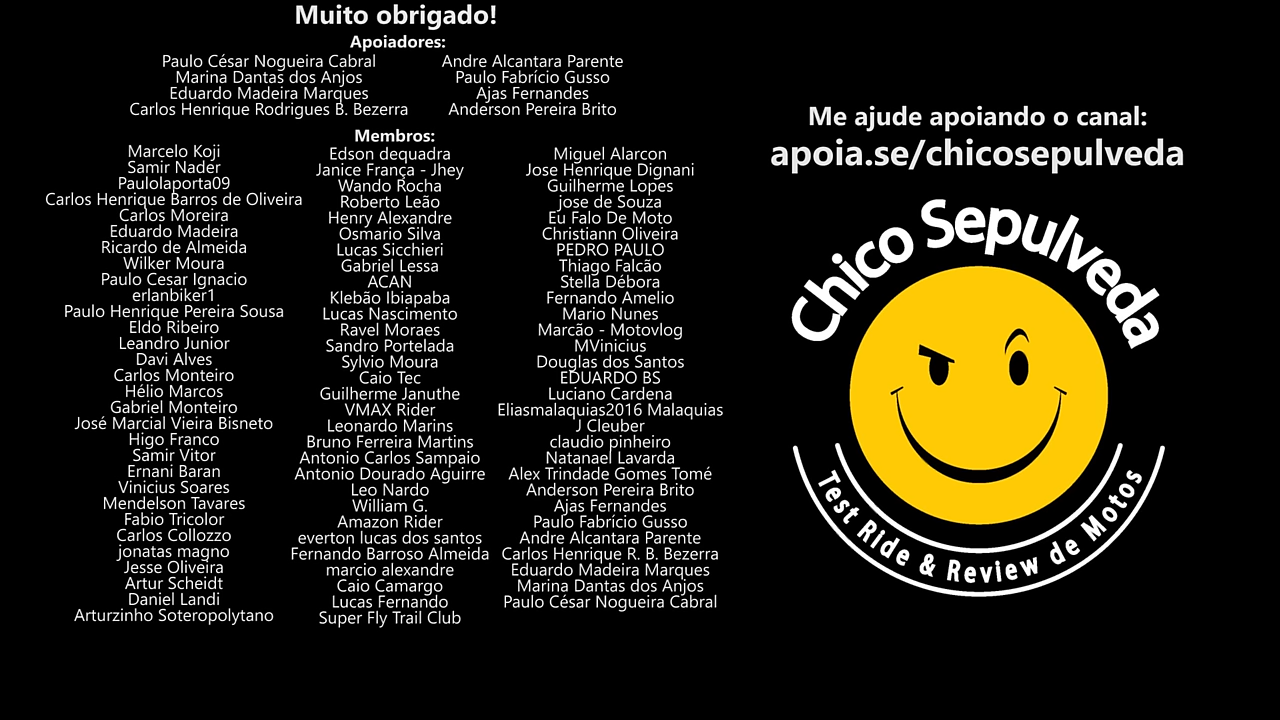 Muito obrigado!
Apoiadores:
Paulo César Nogueira Cabral
Marina Dantas dos Anjos
Eduardo Madeira Marques
Carlos Henrique Rodrigues B. Bezerra
Andre Alcantara Parente
Paulo Fabrício Gusso
Ajas Fernandes
Anderson Pereira Brito
Membros:
Marcelo Koji
Samir Nader
Paulolaporta09
Carlos Henrique Barros de Oliveira
Carlos Moreira
Eduardo Madeira
Ricardo de Almeida
Wilker Moura
Paulo Cesar Ignacio
erlanbiker1
Paulo Henrique Pereira Sousa
Eldo Ribeiro
Leandro Junior
Davi Alves
Carlos Monteiro
Hélio Marcos
Gabriel Monteiro
José Marcial Vieira Bisneto
Higo Franco
Samir Vitor
Ernani Baran
Vinicius Soares
Mendelson Tavares
Fabio Tricolor
Carlos Collozzo
jonatas magno
Jesse Oliveira
Artur Scheidt
Daniel Landi
Arturzinho Soteropolytano
Edson dequadra
Janice França - Jhey
Wando Rocha
Roberto Leão
Henry Alexandre
Osmario Silva
Lucas Sicchieri
Gabriel Lessa
ACAN
Klebão Ibiapaba
Lucas Nascimento
Ravel Moraes
Sandro Portelada
Sylvio Moura
Caio Tec
Guilherme Januthe
VMAX Rider
Leonardo Marins
Bruno Ferreira Martins
Antonio Carlos Sampaio
Antonio Dourado Aguirre
Leo Nardo
William G.
Amazon Rider
everton lucas dos santos
Fernando Barroso Almeida
marcio alexandre
Caio Camargo
Lucas Fernando
Super Fly Trail Club
Miguel Alarcon
Jose Henrique Dignani
Guilherme Lopes
jose de Souza
Eu Falo De Moto
Christiann Oliveira
PEDRO PAULO
Thiago Falcão
Stella Débora
Fernando Amelio
Mario Nunes
Marcão - Motovlog
MVinicius
Douglas dos Santos
EDUARDO BS
Luciano Cardena
Eliasmalaquias2016 Malaquias
J Cleuber
claudio pinheiro
Natanael Lavarda
Alex Trindade Gomes Tomé
Anderson Pereira Brito
Ajas Fernandes
Paulo Fabrício Gusso
Andre Alcantara Parente
Carlos Henrique R. B. Bezerra
Eduardo Madeira Marques
Marina Dantas dos Anjos
Paulo César Nogueira Cabral
Me ajude apoiando o canal:
apoia.se/chicosepulveda
Chico Sepulveda
Test Ride & Review de Motos